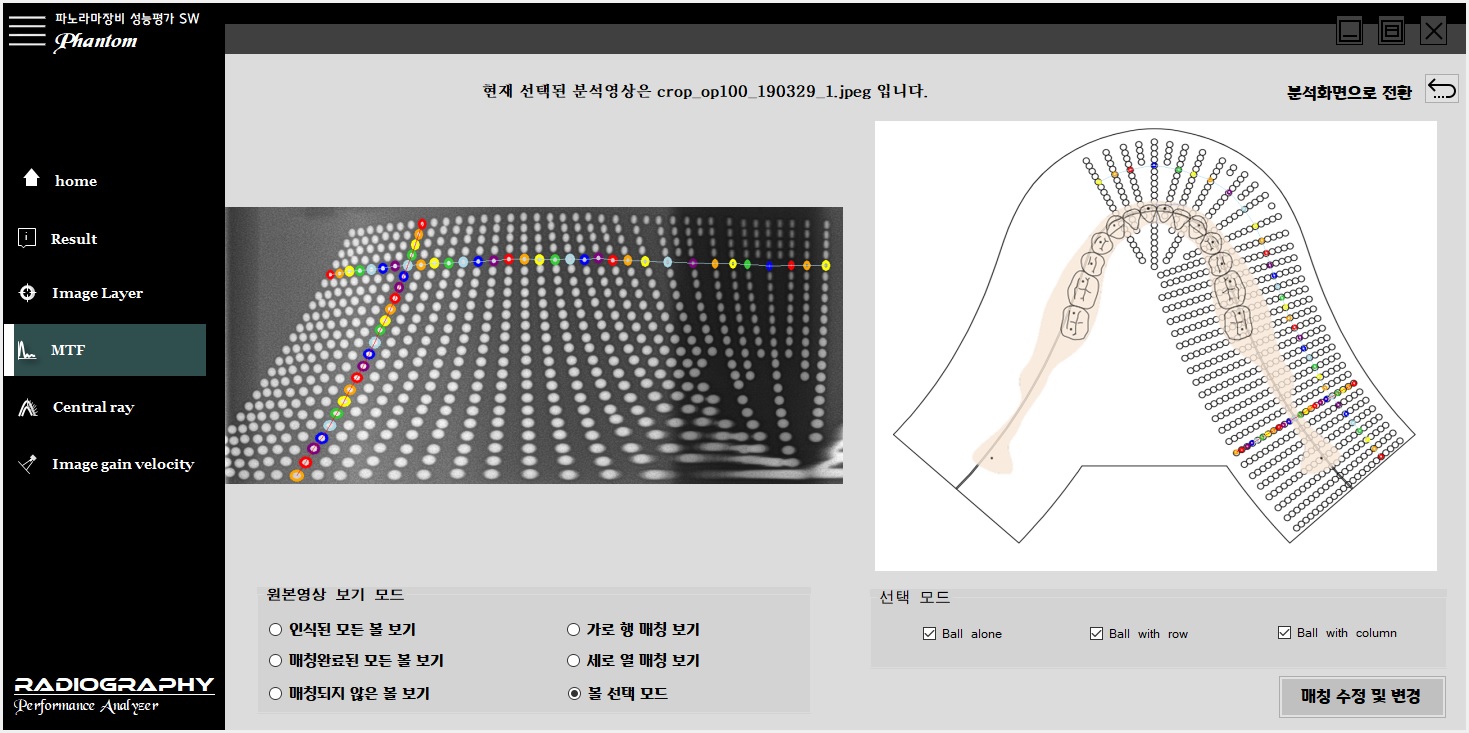 파노라마장비 성능평가 SW
Phantom
현재 선택된 분석영상은 crop_op100_190329_1.jpeg 입니다.
분석화면으로 전환
home
Result
Image Layer
MTF
Central ray
Image gain velocity
원본영상 보기 모드
인식된 모든 볼 보기
가로 행 매칭 보기
매칭완료된 모든 볼 보기
세로 열 매칭 보기
매칭되지 않은 볼 보기
볼 선택 모드
선택 모드
Ball alone
Ball with row
Ball with column
매칭 수정 및 변경
RADIOGRAPHY
Performance Analyzer